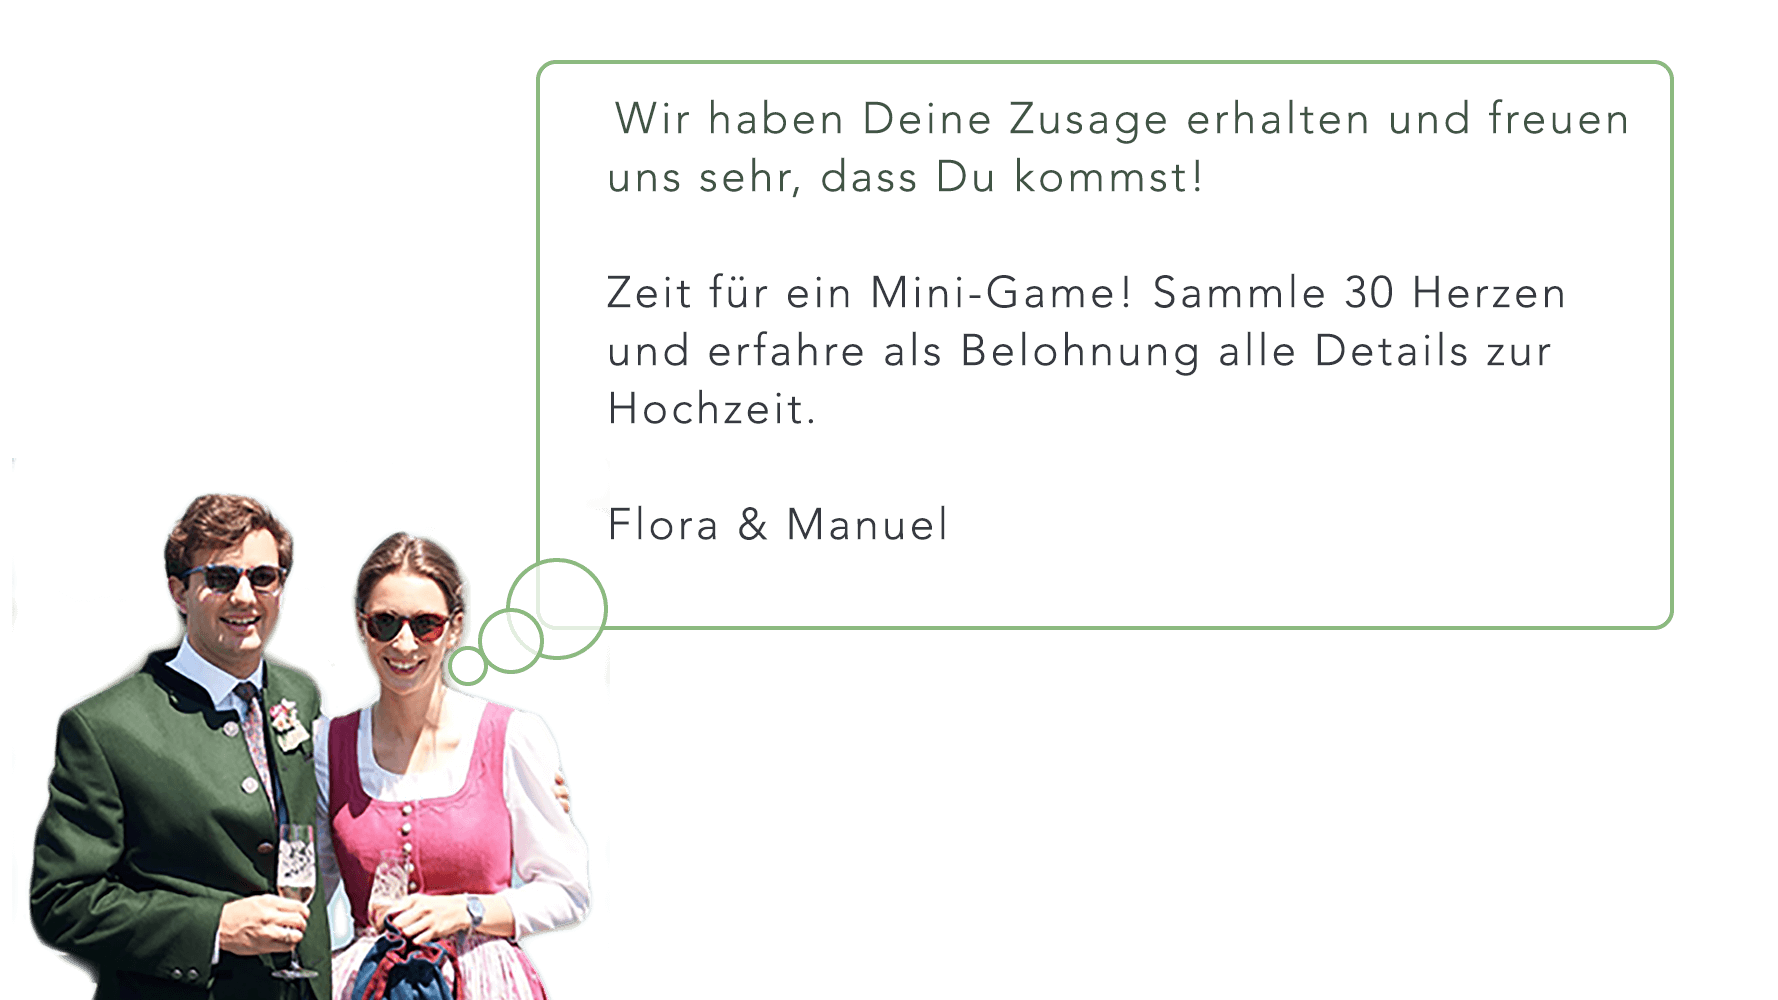 Wir haben Deine Zusage erhalten und freuen
uns sehr, dass Du kommst!
Zeit für ein Mini-Game! Sammle 30 Herzen
und erfahre als Belohnung alle Details zur
Hochzeit.
Flora & Manuel